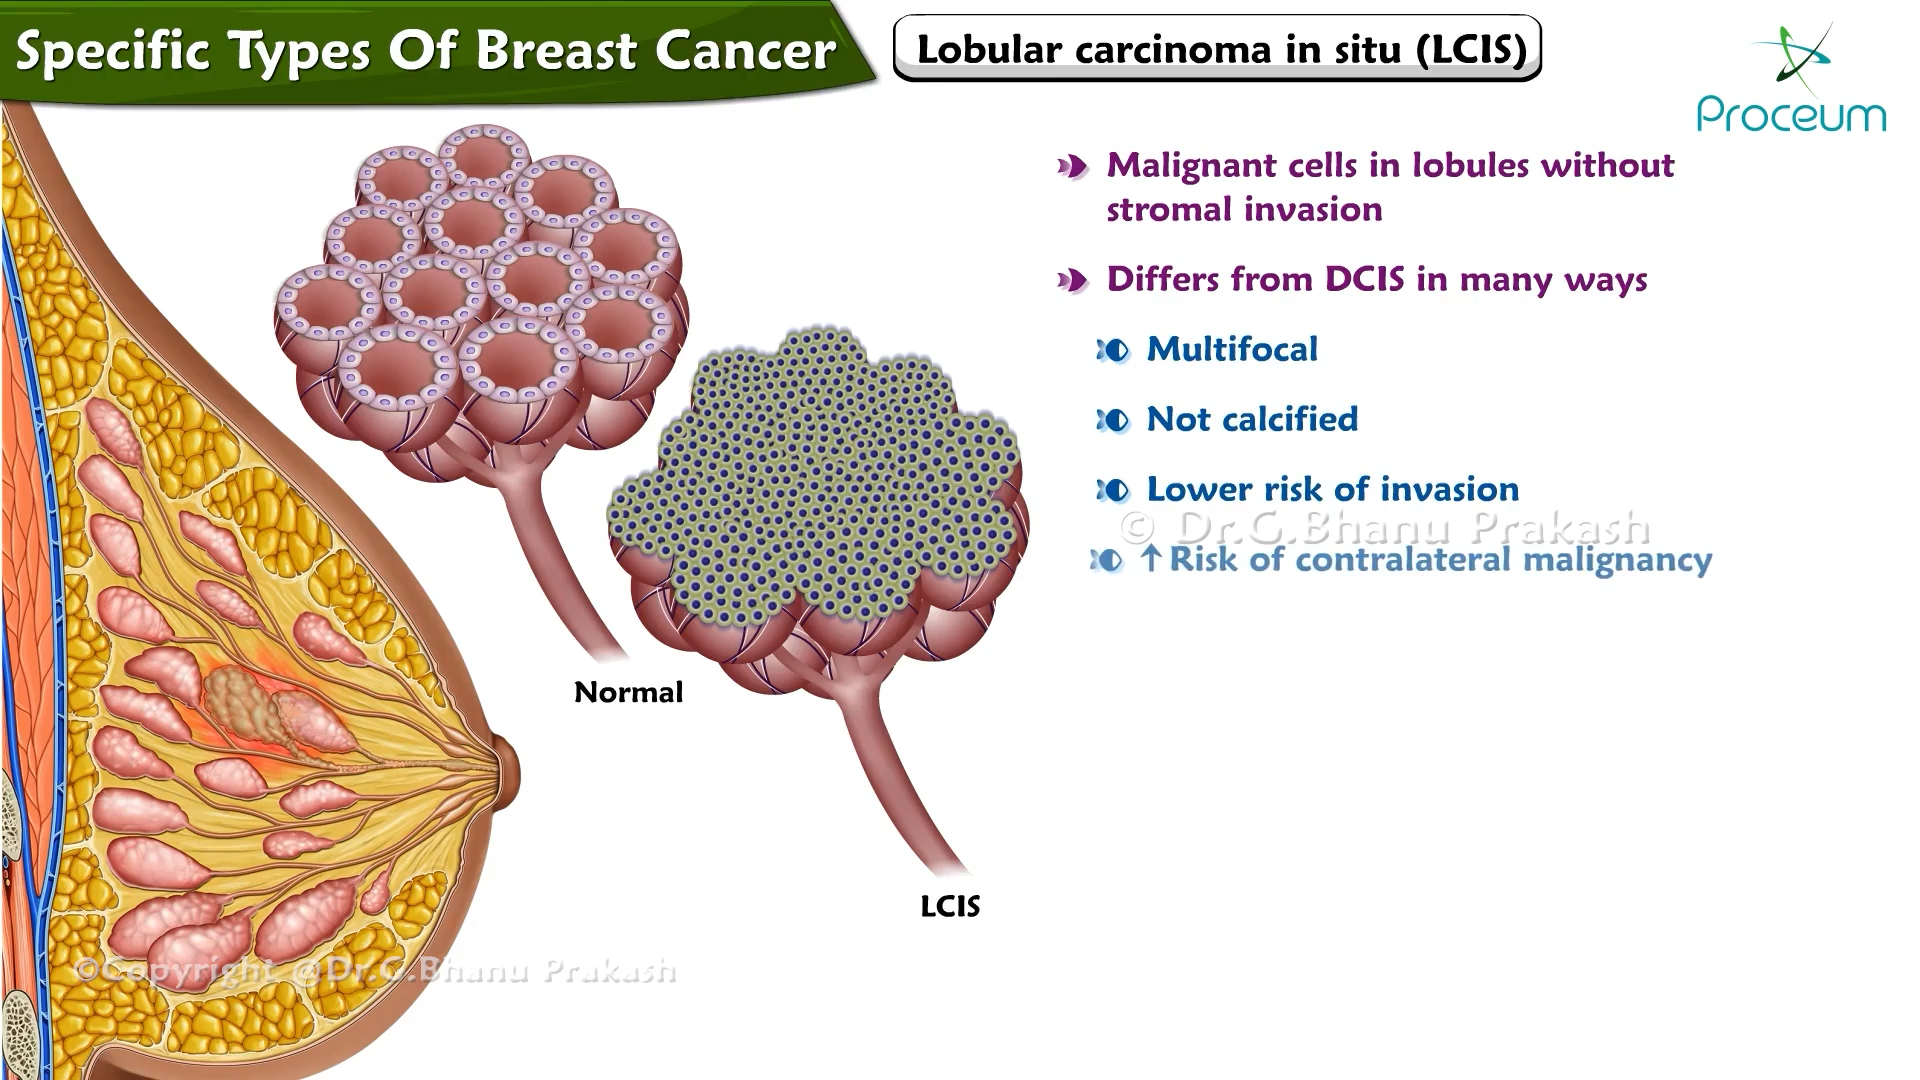 Specific Types Of Breast Cancer
Lobular carcinoma in situ (LCIS)
Proceum
Malignant cells in lobules without
stromal invasion
Differs from DCIS in many ways
Multifocal
Not calcified
Lower risk of invasion
© Dr.G.Bhanu Prakash
↑ Risk of contralateral malignancy
Normal
LCIS
©Copyright @Dr.G.Bhanu Prakash